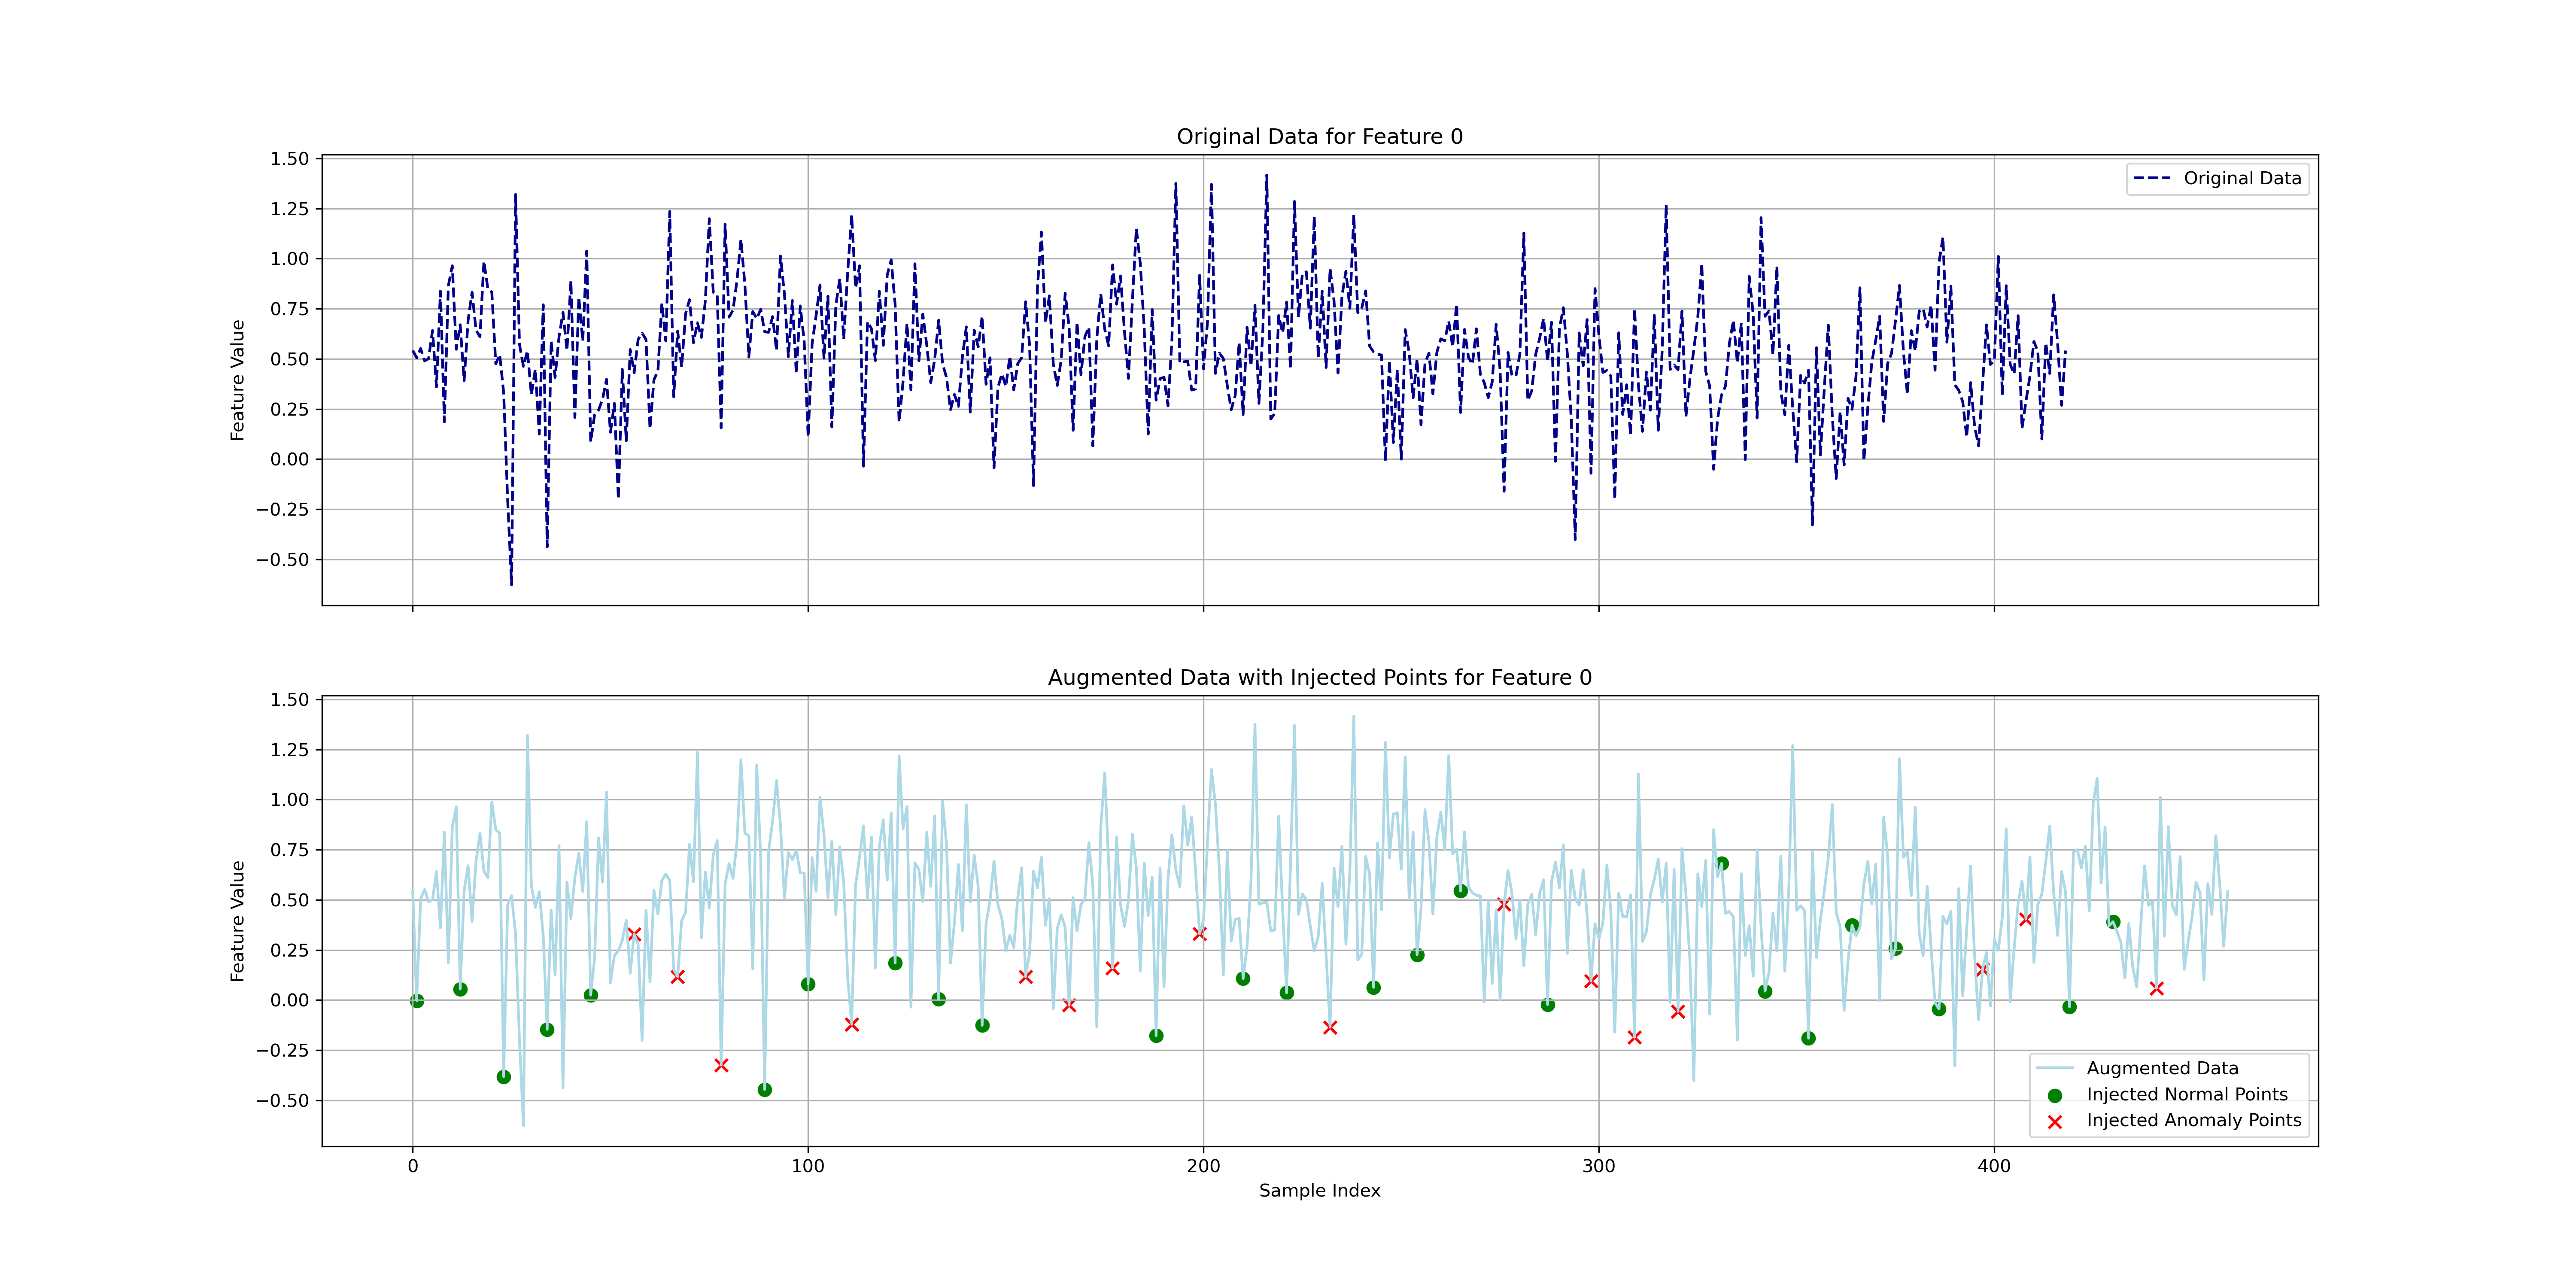 Original Data for Feature 0
1.50
1.25
1.00
0.75
0.50
0.25
0.00
−0.25
−0.50
Feature Value
Original Data
Augmented Data with Injected Points for Feature 0
1.50
1.25
1.00
0.75
0.50
0.25
0.00
−0.25
−0.50
Feature Value
Augmented Data
Injected Normal Points
Injected Anomaly Points
0 100 200 300 400
Sample Index